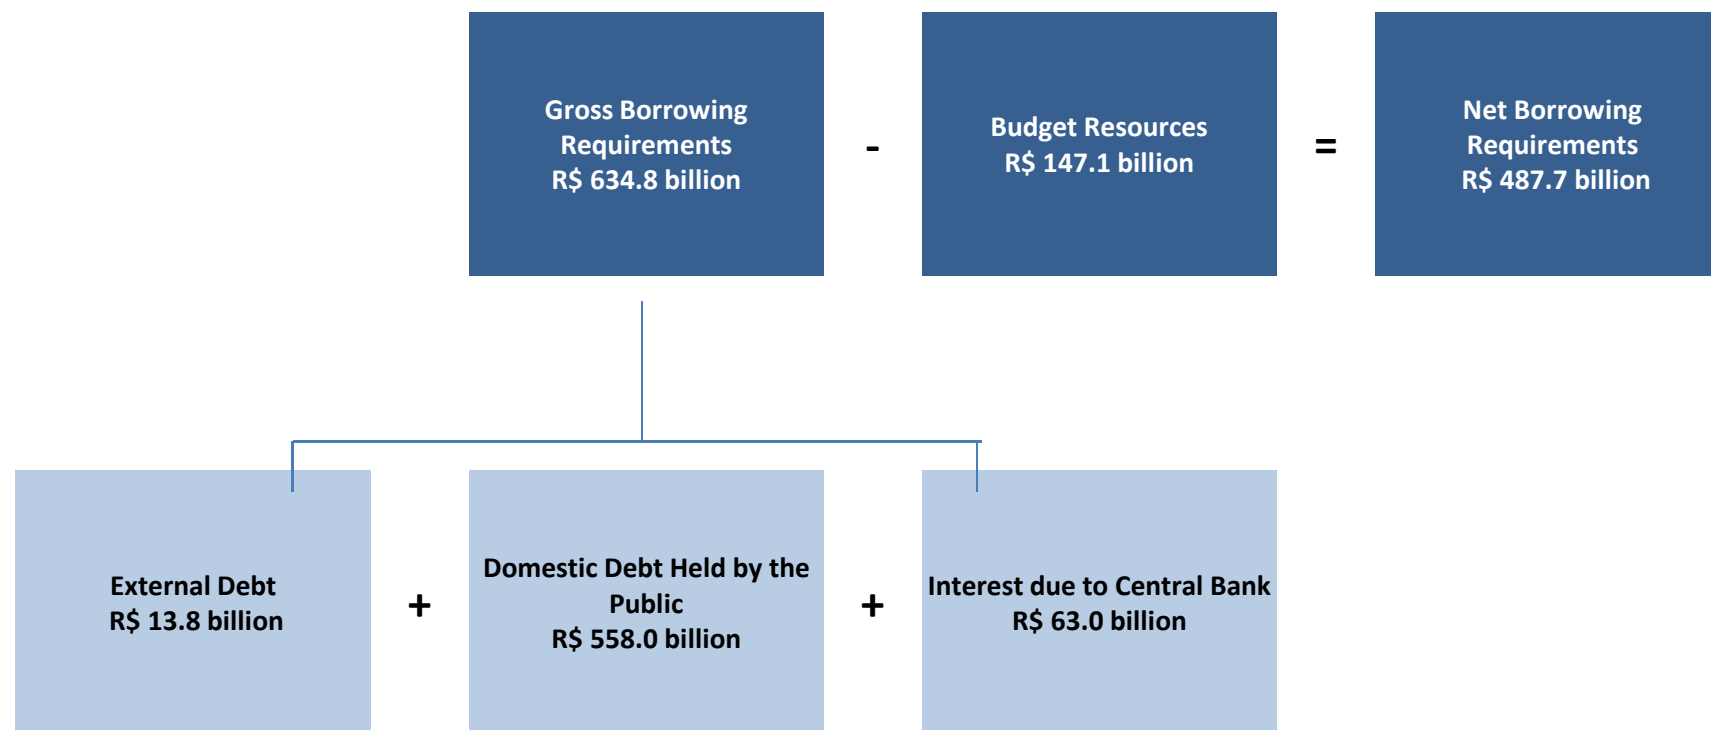 Gross Borrowing
Requirements
R$ 634.8 billion
-
Budget Resources
R$ 147.1 billion
=
Net Borrowing
Requirements
R$ 487.7 billion
External Debt
R$ 13.8 billion
+
Domestic Debt Held by the
Public
R$ 558.0 billion
+
Interest due to Central Bank
R$ 63.0 billion